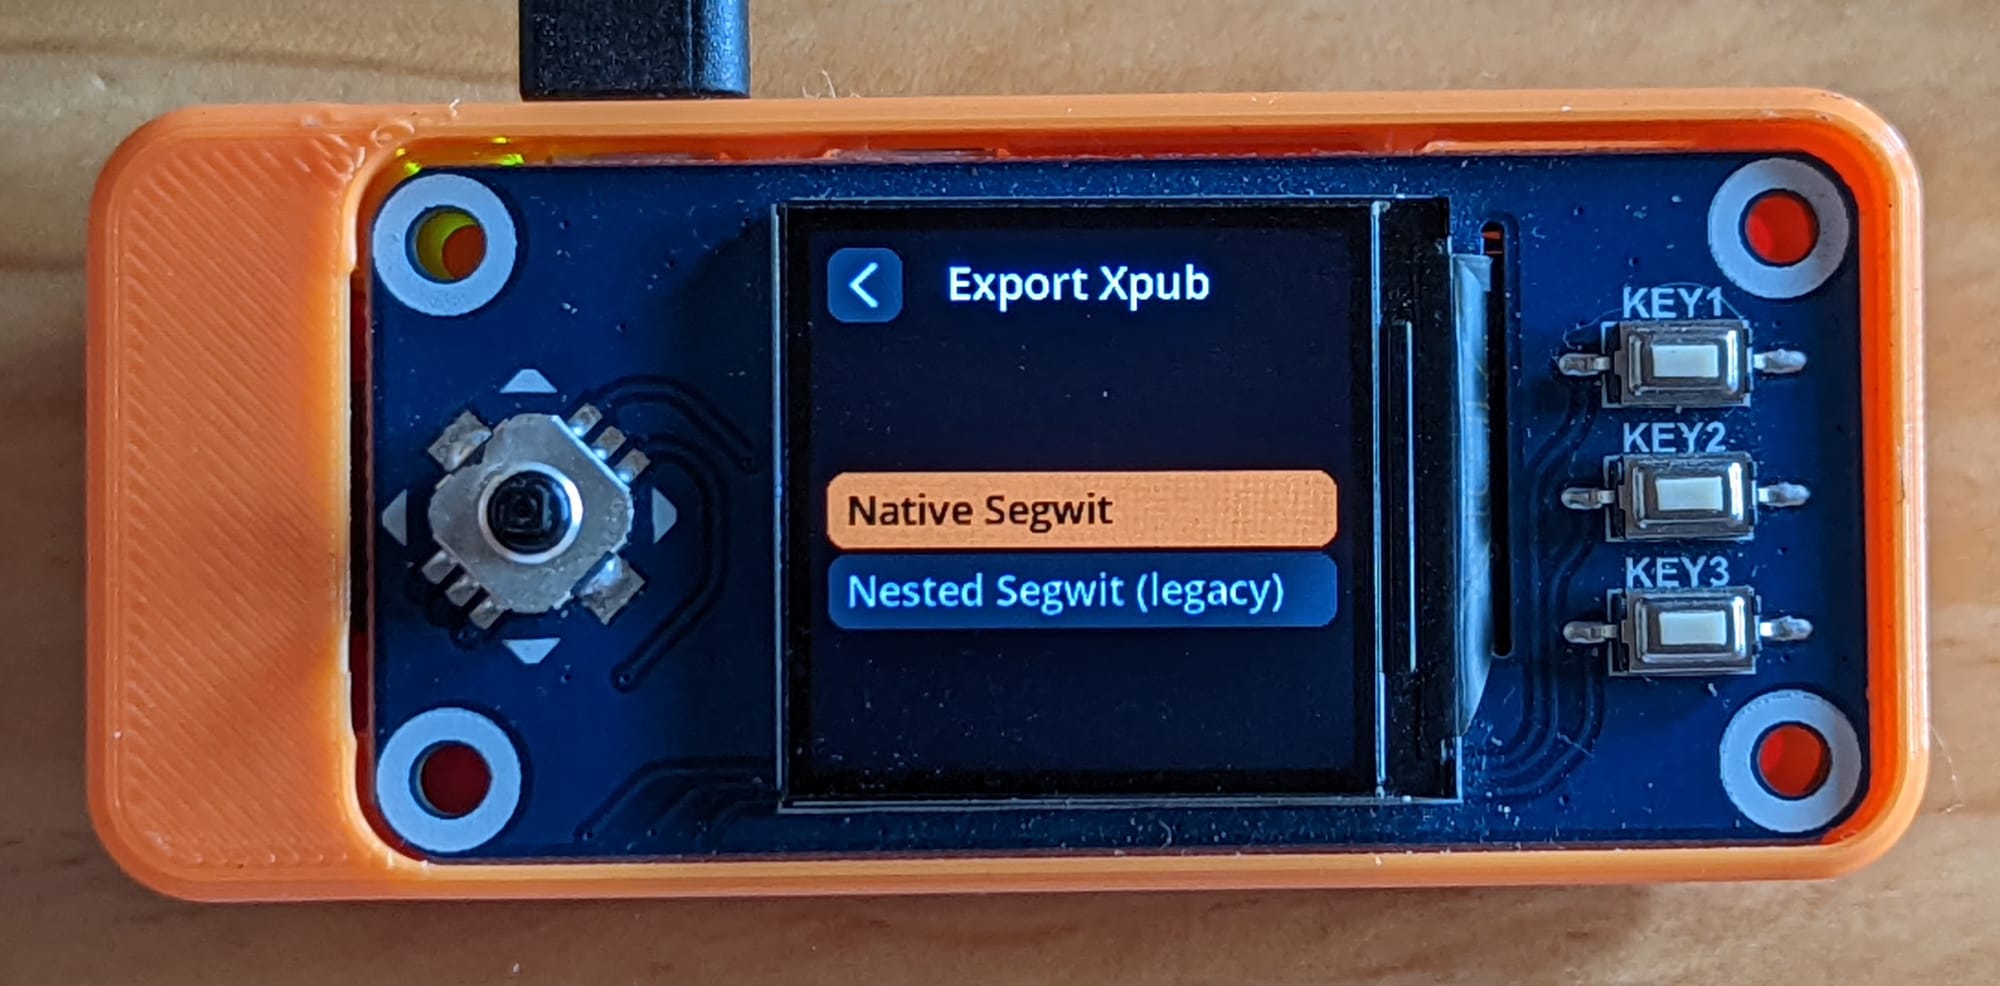 Export Xpub
Native Segwit
Nested Segwit (legacy)
KEY1
KEY2
KEY3